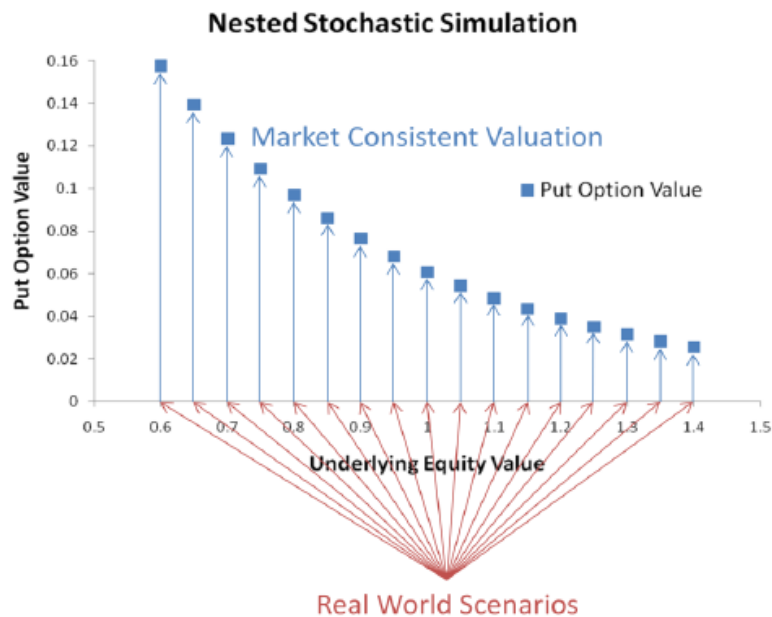 Nested Stochastic Simulation
0.16
0.14
Market Consistent Valuation
0.12
0.1
Put Option Value
0.08
Put Option Value
0.06
0.04
0.02
0
0.5 0.6 0.7 0.8 0.9 1 1.1 1.2 1.3 1.4 1.5
Underlying Equity Value
Real World Scenarios